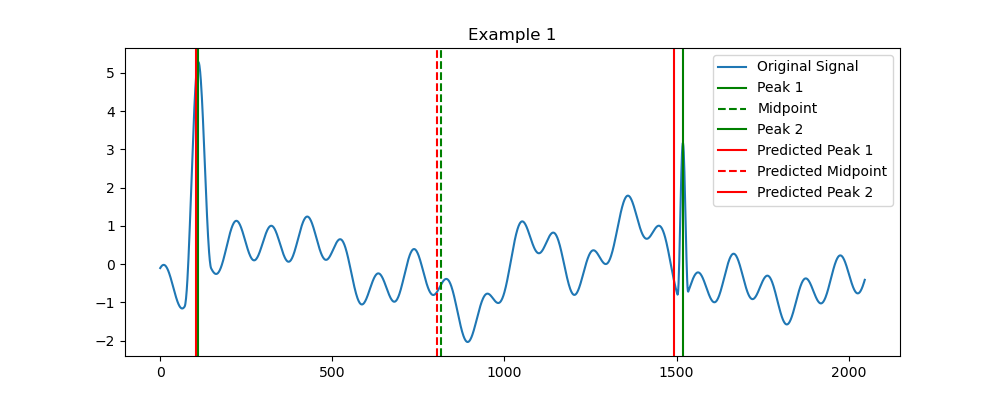 Example 1
Original Signal
Peak 1
Midpoint
Peak 2
Predicted Peak 1
Predicted Midpoint
Predicted Peak 2
5
4
3
2
1
0
−1
−2
0 500 1000 1500 2000